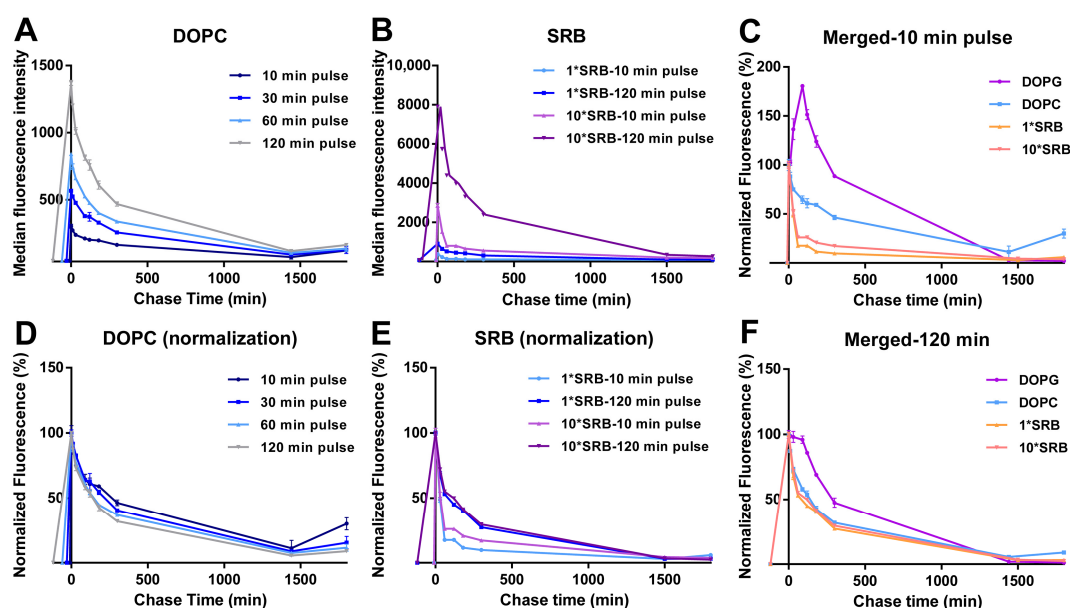 A
DOPC
Median fluorescence intensity
1500
1000
500
0
500
1000
1500
Chase Time (min)
10 min pulse
30 min pulse
60 min pulse
120 min pulse
B
SRB
Median fluorescence intensity
10,000
8000
6000
4000
2000
0
500
1000
1500
Chase time (min)
1*SRB-10 min pulse
1*SRB-120 min pulse
10*SRB-10 min pulse
10*SRB-120 min pulse
C
Merged-10 min pulse
Normalized Fluorescence (%)
200
150
100
50
0
500
1000
1500
Chase time (min)
DOPG
DOPC
1*SRB
10*SRB
D
DOPC (normalization)
Normalized Fluorescence (%)
150
100
50
0
500
1000
1500
Chase Time (min)
10 min pulse
30 min pulse
60 min pulse
120 min pulse
E
SRB (normalization)
Normalized Fluorescence (%)
150
100
50
0
500
1000
1500
Chase time (min)
1*SRB-10 min pulse
1*SRB-120 min pulse
10*SRB-10 min pulse
10*SRB-120 min pulse
F
Merged-120 min
Normalized Fluorescence (%)
150
100
50
0
500
1000
1500
Chase time (min)
DOPG
DOPC
1*SRB
10*SRB